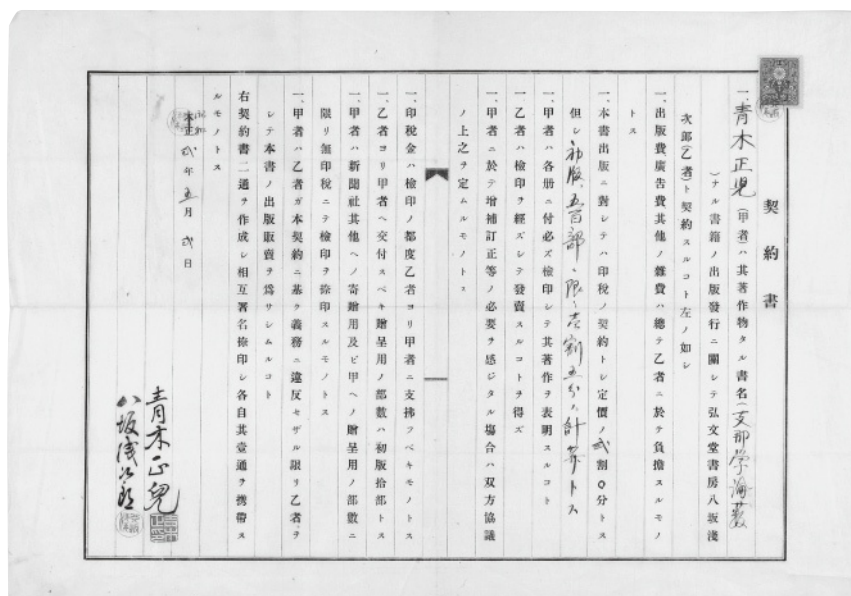 契約書
一、青木正児(甲者)ハ其著作物タル書名(支那学論藪
)ナル書籍ノ出版發行ニ關シテ弘文堂書房八坂淺
次郎(乙者)ト契約スルコト左ノ如シ
一、出版費廣告費其他ノ雜費ハ總テ乙者ニ於テ負擔スルモノ
トス
一、本書出版ニ對シテハ印税ノ契約トシ定價ノ弐割〇分トス
但シ初版、五百部、限、壱割五分ノ計算トス
一、甲者ハ各册ニ付必ズ檢印シテ其著作ヲ表明スルコト
一、乙者ハ檢印ヲ經ズシテ發賣スルコトヲ得ズ
一、甲者ニ於テ增補訂正等ノ必要ヲ感ジタル場合ハ双方協議
ノ上之ヲ定ムルモノトス
一、印税金ハ檢印ノ都度乙者ヨリ甲者ニ支拂フベキモノトス
一、乙者ヨリ甲者ヘ交付スベキ贈呈用ノ部數ハ初版拾部トス
一、甲者ハ新聞社其他ヘノ寄贈用及ビ甲ヘノ贈呈用ノ部數ニ
限リ無印税ニテ檢印ヲ捺印スルモノトス
一、甲者ハ乙者ガ本契約ニ基ヲ義務ニ違反セザル限リ乙者ヲ
シテ本書ノ出版販賣ヲ爲サシムルコト
右契約書二通ヲ作成シ相互署名捺印シ各自其壹通ヲ携帶ス
ルモノトス
昭和
大正弐年五月弐日
青木正兒
八坂浅次郎